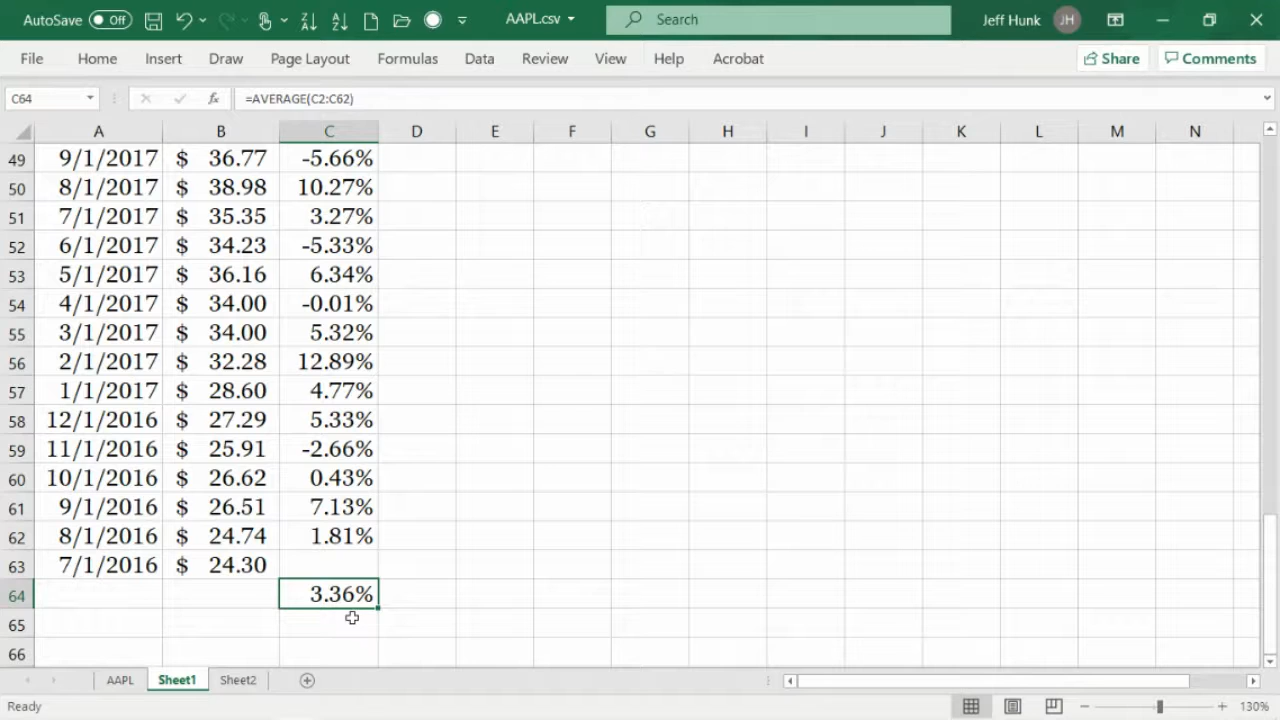 AutoSave Off AAPL.csv Search Jeff Hunk JH
File Home Insert Draw Page Layout Formulas Data Review View Help Acrobat Share Comments
C64 fx =AVERAGE(C2:C62)
A B C D E F G H I J K L M N
49 9/1/2017 $ 36.77 -5.66%
50 8/1/2017 $ 38.98 10.27%
51 7/1/2017 $ 35.35 3.27%
52 6/1/2017 $ 34.23 -5.33%
53 5/1/2017 $ 36.16 6.34%
54 4/1/2017 $ 34.00 -0.01%
55 3/1/2017 $ 34.00 5.32%
56 2/1/2017 $ 32.28 12.89%
57 1/1/2017 $ 28.60 4.77%
58 12/1/2016 $ 27.29 5.33%
59 11/1/2016 $ 25.91 -2.66%
60 10/1/2016 $ 26.62 0.43%
61 9/1/2016 $ 26.51 7.13%
62 8/1/2016 $ 24.74 1.81%
63 7/1/2016 $ 24.30
64 3.36%
65
66
AAPL Sheet1 Sheet2
Ready 130%